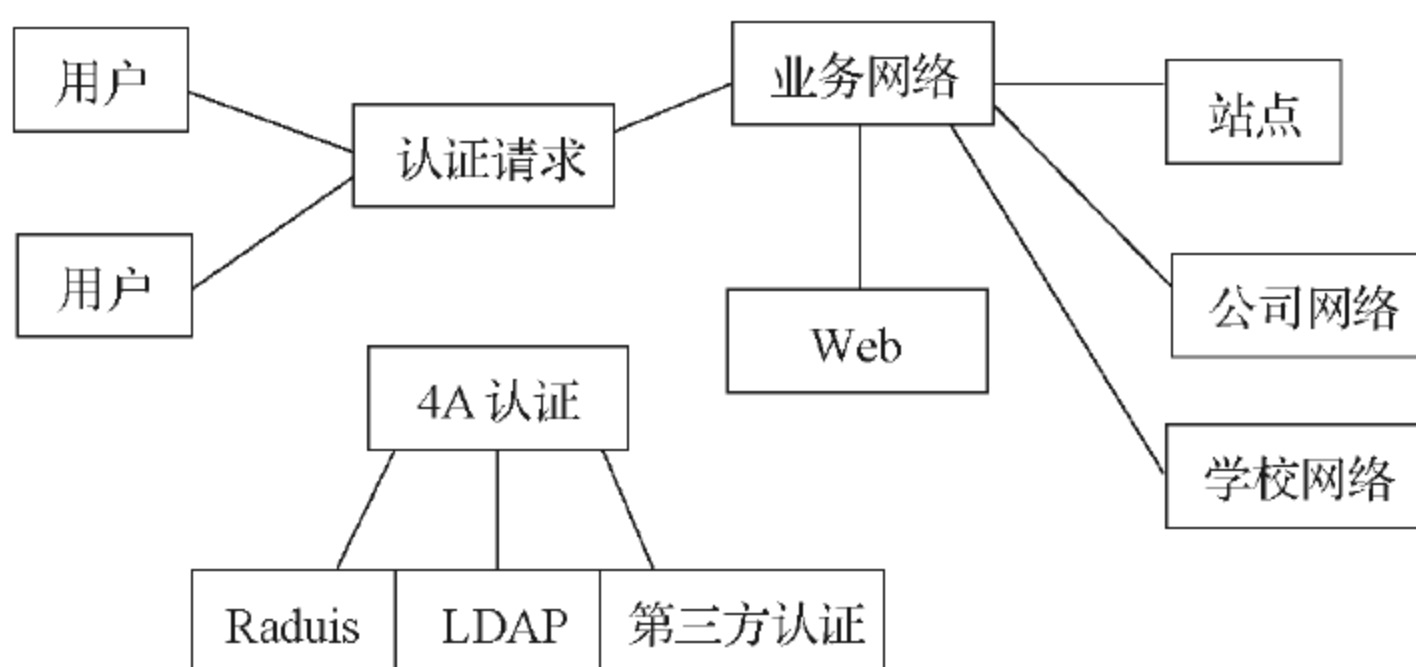 用户
认证请求
业务网络
站点
用户
Web
公司网络
4A 认证
学校网络
Raduis
LDAP
第三方认证